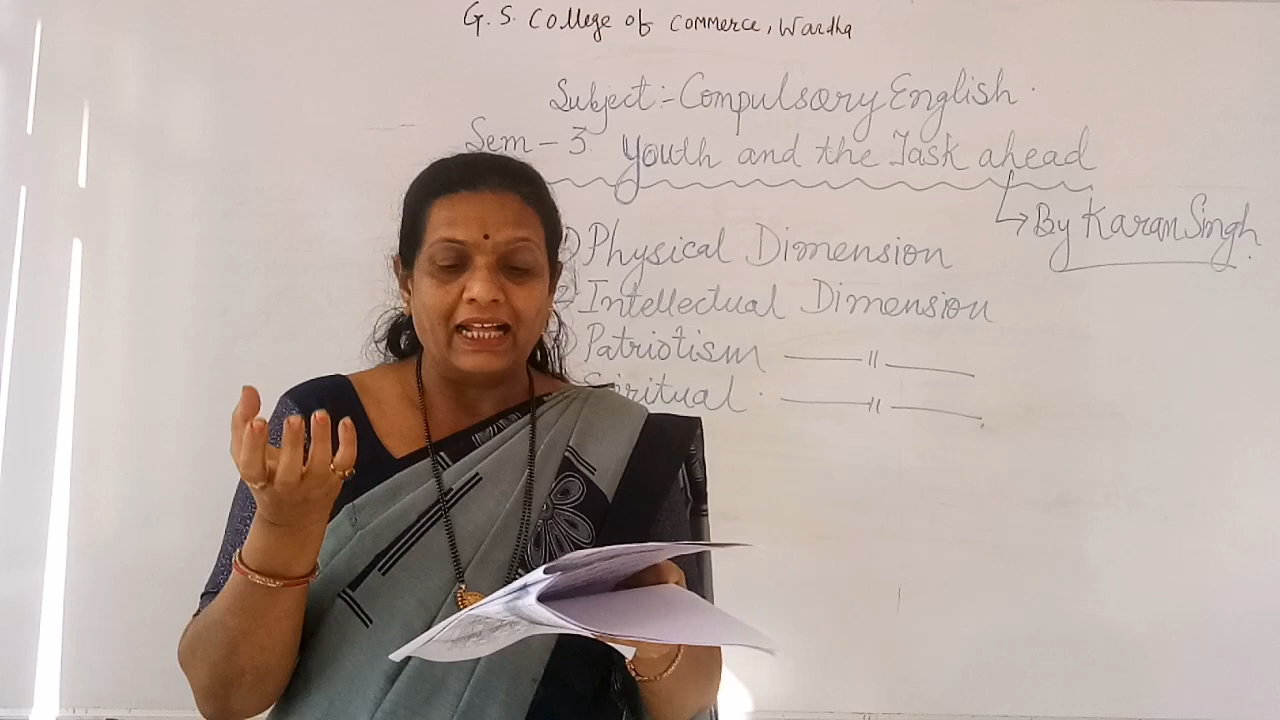 G. S. College of Commerce, Wardha
Subject:- Compulsory English.
Sem - 3. Youth and the Task ahead
By Karan Singh.
) Physical Dimension
2) Intellectual Dimension
) Patriotism —— 〃 ——
Spiritual. —— 〃 ——